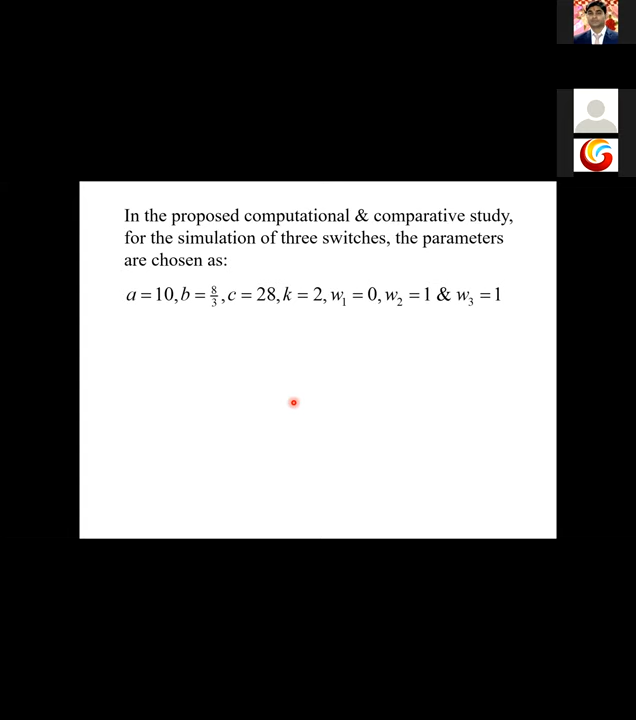 In the proposed computational & comparative study,
for the simulation of three switches, the parameters
are chosen as:
a = 10, b = 8/3, c = 28, k = 2, w₁ = 0, w₂ = 1 & w₃ = 1